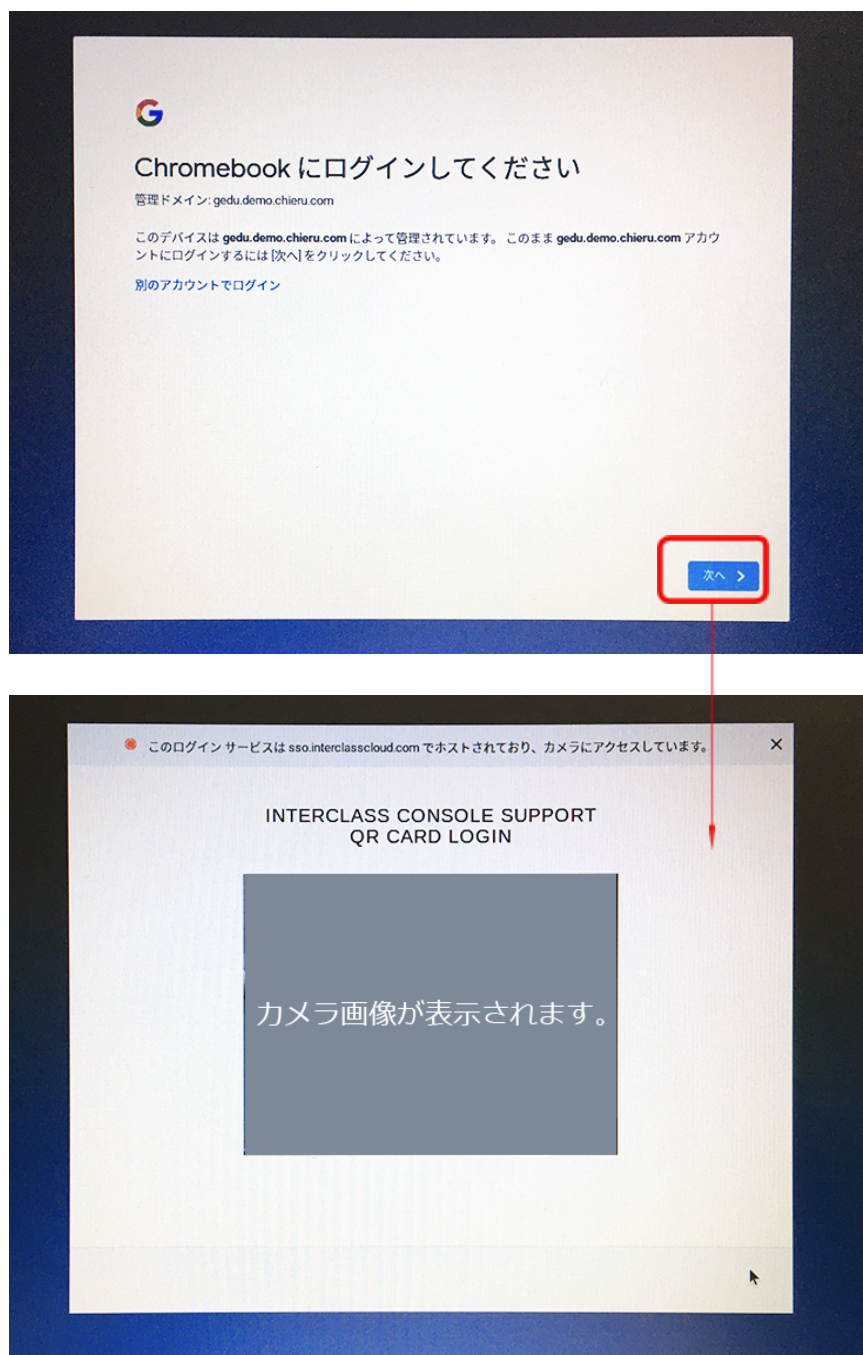 Chromebook にログインしてください
管理ドメイン: gedu.demo.chieru.com
このデバイスは gedu.demo.chieru.com によって管理されています。 このまま gedu.demo.chieru.com アカウ
ントにログインするには [次へ] をクリックしてください。
別のアカウントでログイン
次へ
このログイン サービスは sso.interclasscloud.com でホストされており、カメラにアクセスしています。
INTERCLASS CONSOLE SUPPORT
QR CARD LOGIN
カメラ画像が表示されます。